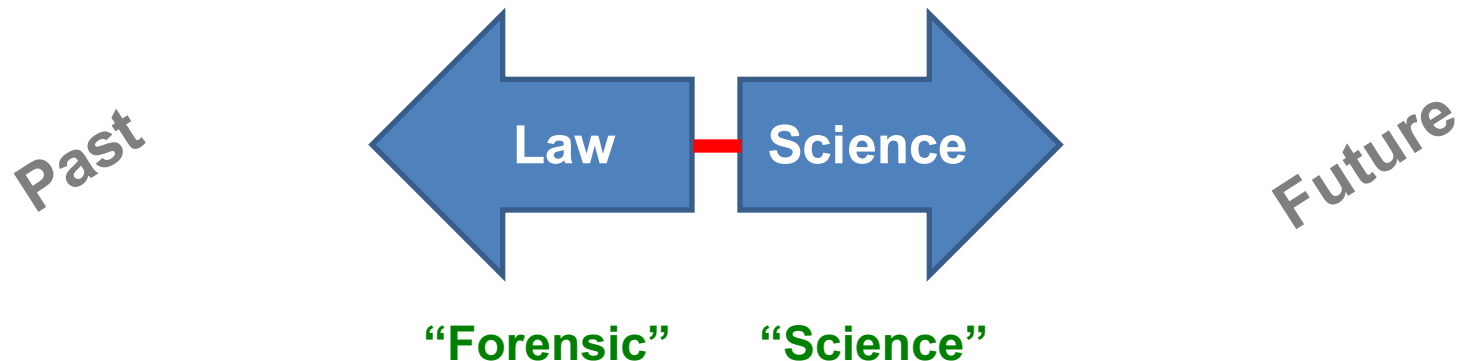 Past
Law
Science
Future
“Forensic” “Science”